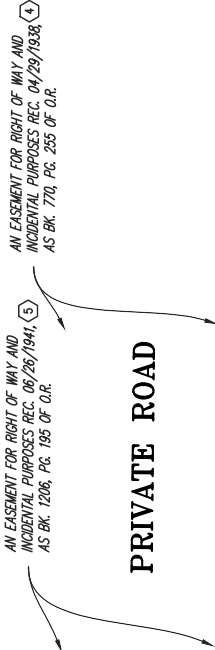 AN EASEMENT FOR RIGHT OF WAY AND
INCIDENTAL PURPOSES REC. 06/26/1941, 5
AS BK. 1206, PG. 195 OF O.R.
AN EASEMENT FOR RIGHT OF WAY AND
INCIDENTAL PURPOSES REC. 04/29/1938, 4
AS BK. 770, PG. 255 OF O.R.
PRIVATE ROAD